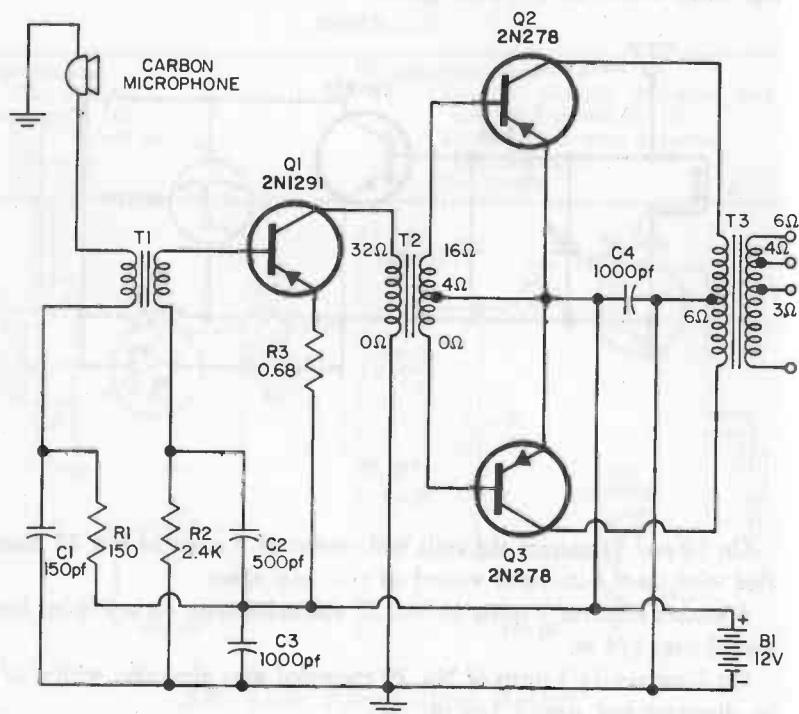 CARBON
MICROPHONE
Q1
2N1291
Q2
2N278
T1
T2
32Ω
16Ω
4Ω
0Ω
0Ω
R3
0.68
C4
1000pf
T3
6Ω
6Ω
4Ω
3Ω
C1
150pf
R1
150
R2
2.4K
C2
500pf
C3
1000pf
Q3
2N278
B1
12V
+
-